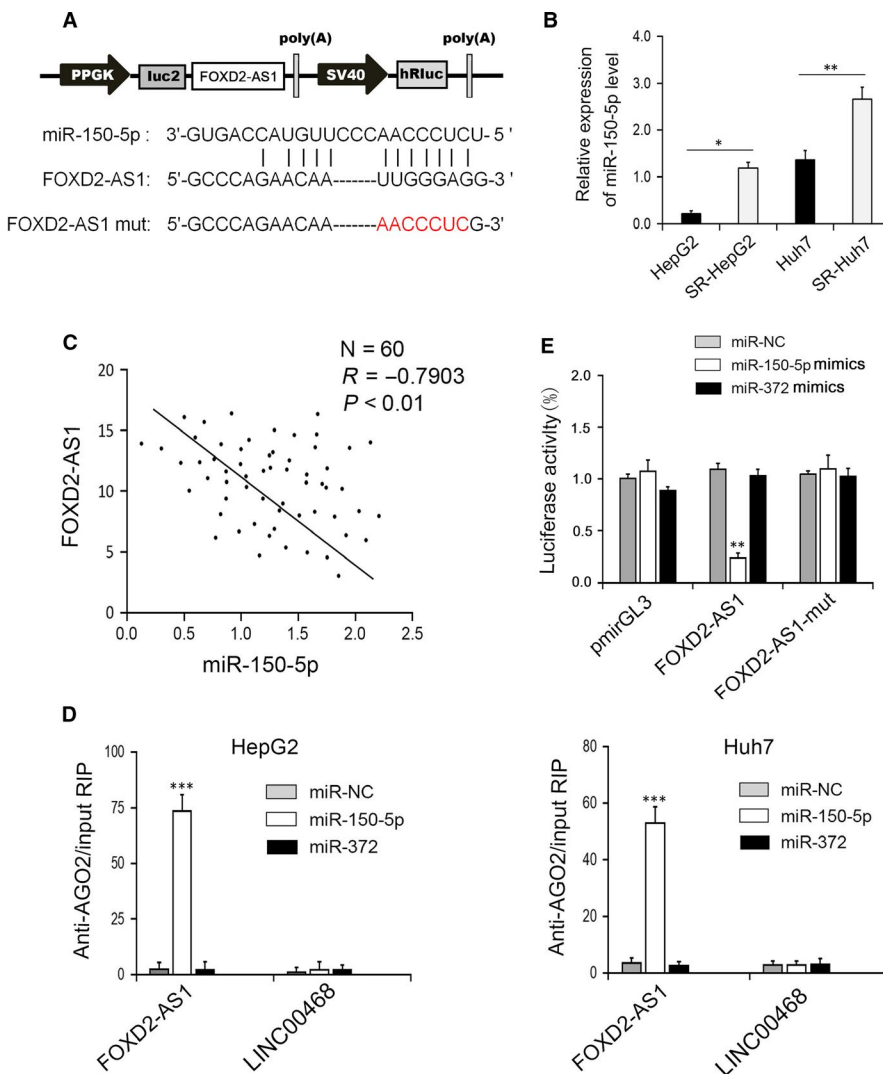 A
poly(A) poly(A)
PPGK luc2 FOXD2-AS1 SV40 hRluc
miR-150-5p : 3'-GUGACCAUGUUCCCAACCCUCU- 5 '
FOXD2-AS1: 5'-GCCCAGAACAA-------UUGGGAGG-3 '
FOXD2-AS1 mut: 5'-GCCCAGAACAA-------AACCCUCG-3'
B
Relative expression
of miR-150-5p level
4.0
3.0
2.0
1.0
0.0
*
**
HepG2
SR-HepG2
Huh7
SR-Huh7
C
N = 60
R = −0.7903
P < 0.01
FOXD2-AS1
20
15
10
5
0
0.0 0.5 1.0 1.5 2.0 2.5
miR-150-5p
E
miR-NC
miR-150-5p mimics
miR-372 mimics
Luciferase activity (%)
2.0
1.5
1.0
0.5
0.0
**
pmirGL3
FOXD2-AS1
FOXD2-AS1-mut
D
HepG2
Anti-AGO2/input RIP
100
75
50
25
0
***
miR-NC
miR-150-5p
miR-372
FOXD2-AS1
LINC00468
Huh7
Anti-AGO2/input RIP
80
60
40
20
0
***
miR-NC
miR-150-5p
miR-372
FOXD2-AS1
LINC00468